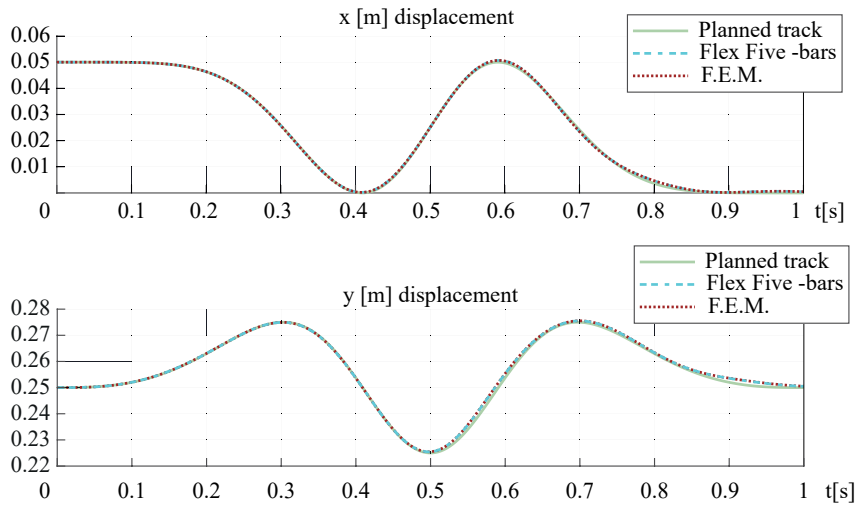 x [m] displacement
Planned track
Flex Five -bars
F.E.M.
0.06
0.05
0.04
0.03
0.02
0.01
0 0.1 0.2 0.3 0.4 0.5 0.6 0.7 0.8 0.9 1 t[s]
Planned track
Flex Five -bars
F.E.M.
y [m] displacement
0.28
0.27
0.26
0.25
0.23
0.22
0 0.1 0.2 0.3 0.4 0.5 0.6 0.7 0.8 0.9 1 t[s]